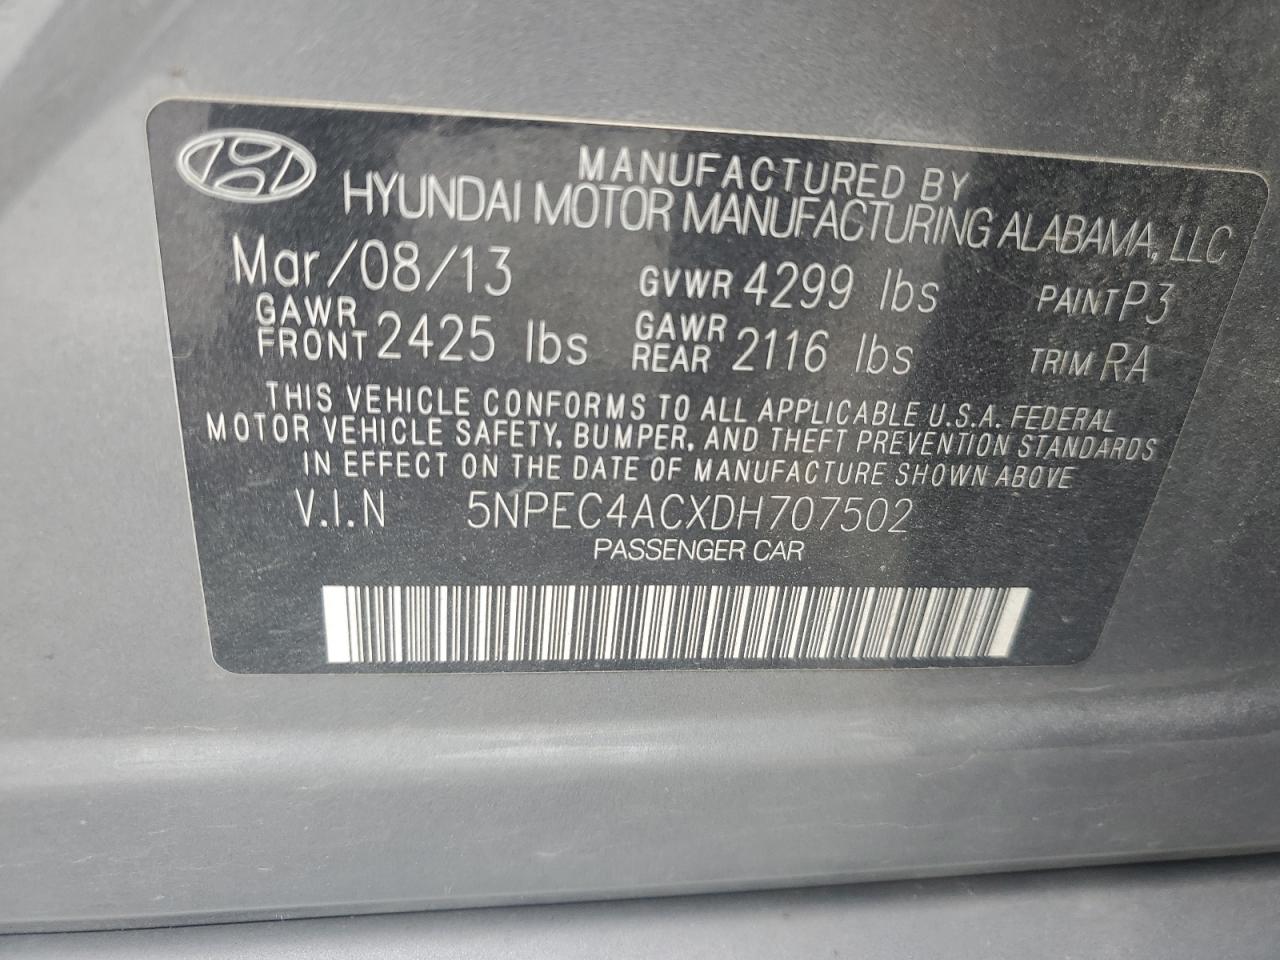 MANUFACTURED BY
HYUNDAI MOTOR MANUFACTURING ALABAMA, LLC
Mar/08/13 GVWR 4299 lbs PAINT P3
GAWR FRONT 2425 lbs GAWR REAR 2116 lbs TRIM RA
THIS VEHICLE CONFORMS TO ALL APPLICABLE U.S.A. FEDERAL
MOTOR VEHICLE SAFETY, BUMPER, AND THEFT PREVENTION STANDARDS
IN EFFECT ON THE DATE OF MANUFACTURE SHOWN ABOVE
V.I.N 5NPEC4ACXDH707502
PASSENGER CAR